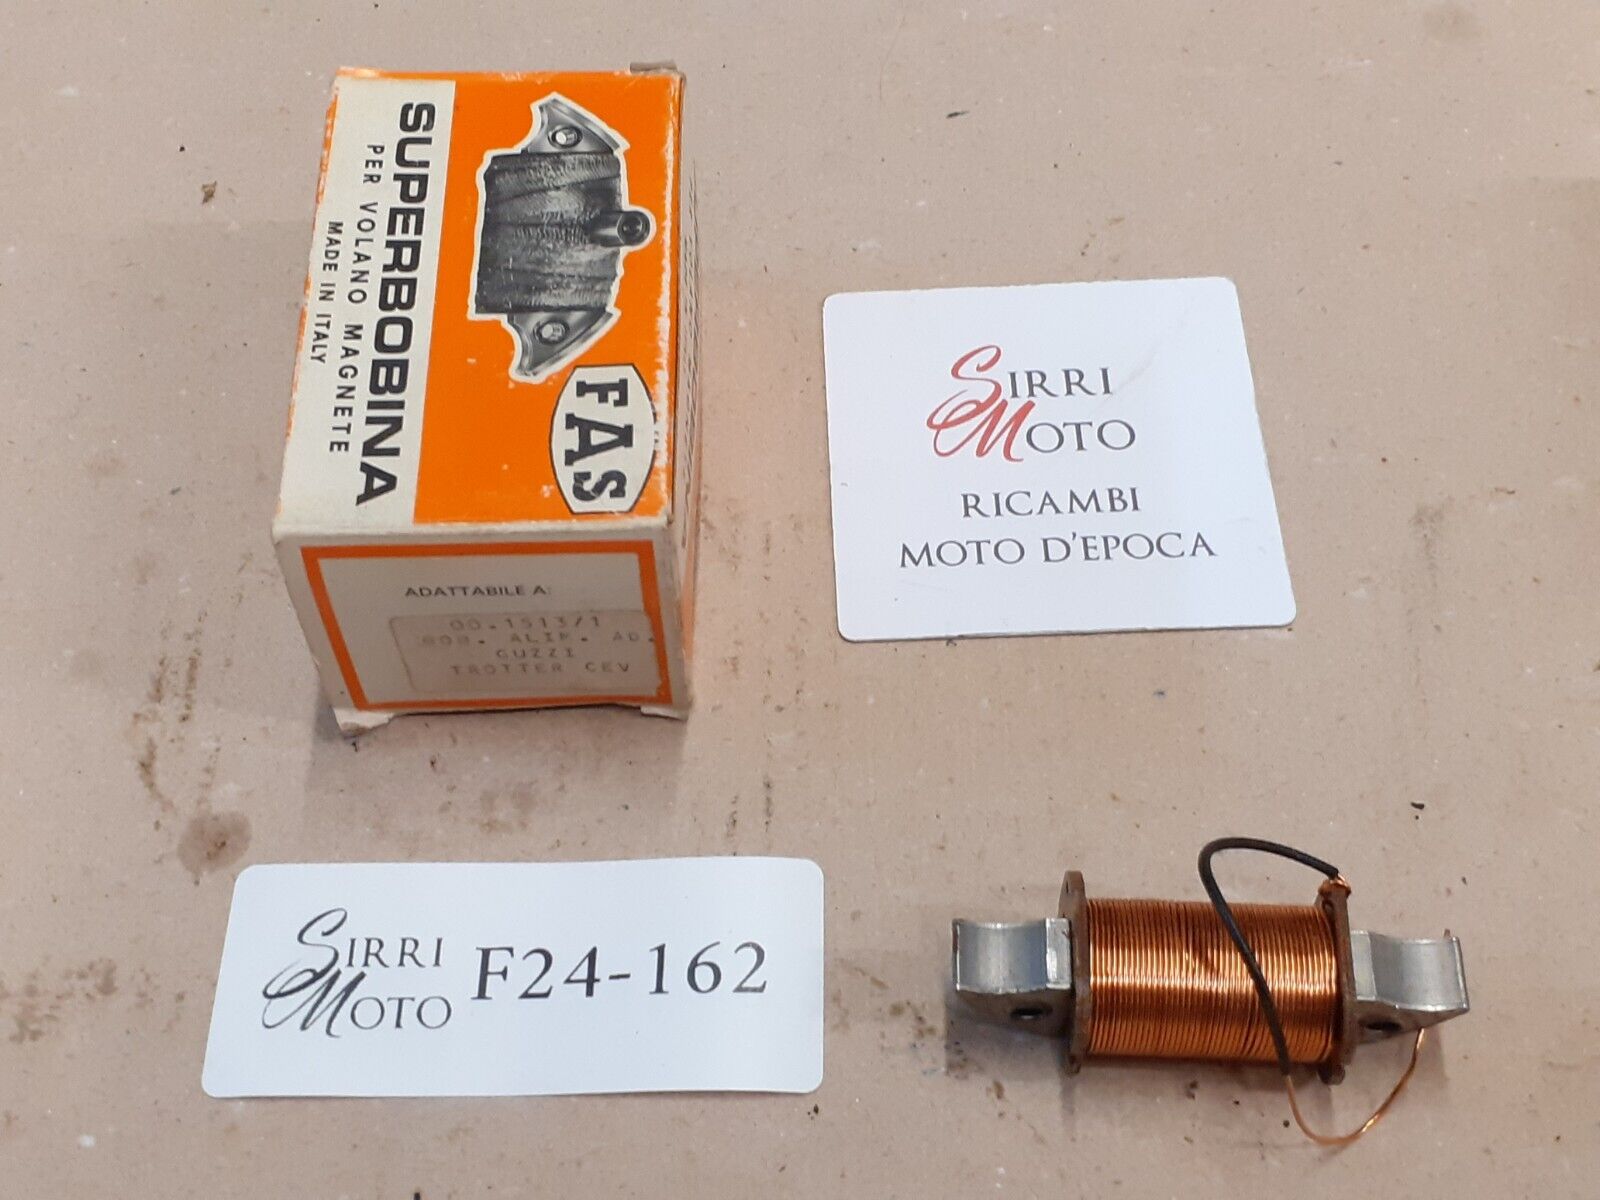 SUPERBOBINA
PER VOLANO MAGNETE
MADE IN ITALY
FAS
ADATTABILE A:
00.1513/1
BOB. ALIM. AD.
GUZZI
TROTTER CEV
SIRRI
MOTO
RICAMBI
MOTO D'EPOCA
SIRRI
MOTO
F24-162